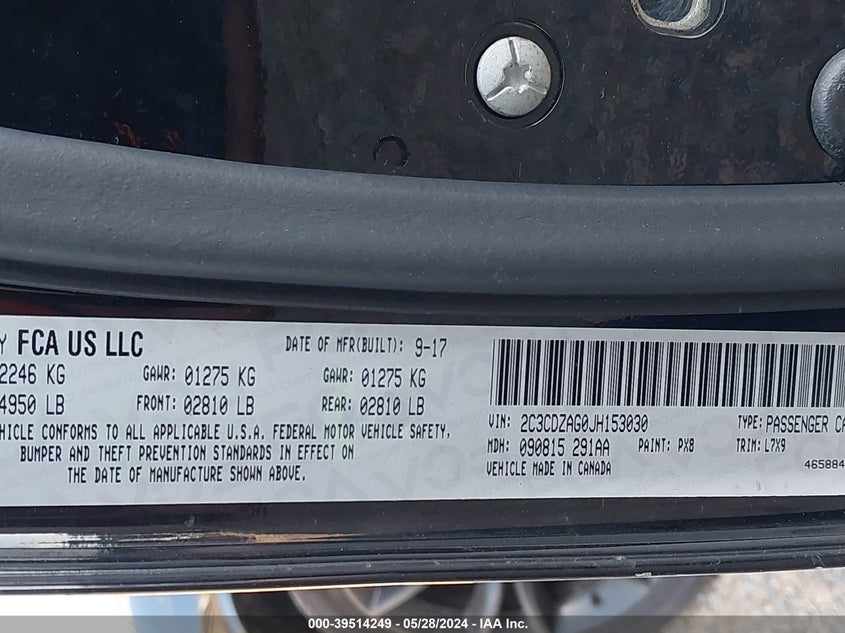 Y FCA US LLC DATE OF MFR(BUILT): 9-17
2246 KG GAWR: 01275 KG GAWR: 01275 KG
4950 LB FRONT: 02810 LB REAR: 02810 LB
EHICLE CONFORMS TO ALL APPLICABLE U.S.A. FEDERAL MOTOR VEHICLE SAFETY,
BUMPER AND THEFT PREVENTION STANDARDS IN EFFECT ON
THE DATE OF MANUFACTURE SHOWN ABOVE.
VIN: 2C3CDZAG0JH153030 TYPE: PASSENGER CA
MDH: 090815 291AA PAINT: PX8 TRIM: L7X9
VEHICLE MADE IN CANADA 465884
000-39514249 - 05/28/2024 - IAA Inc.